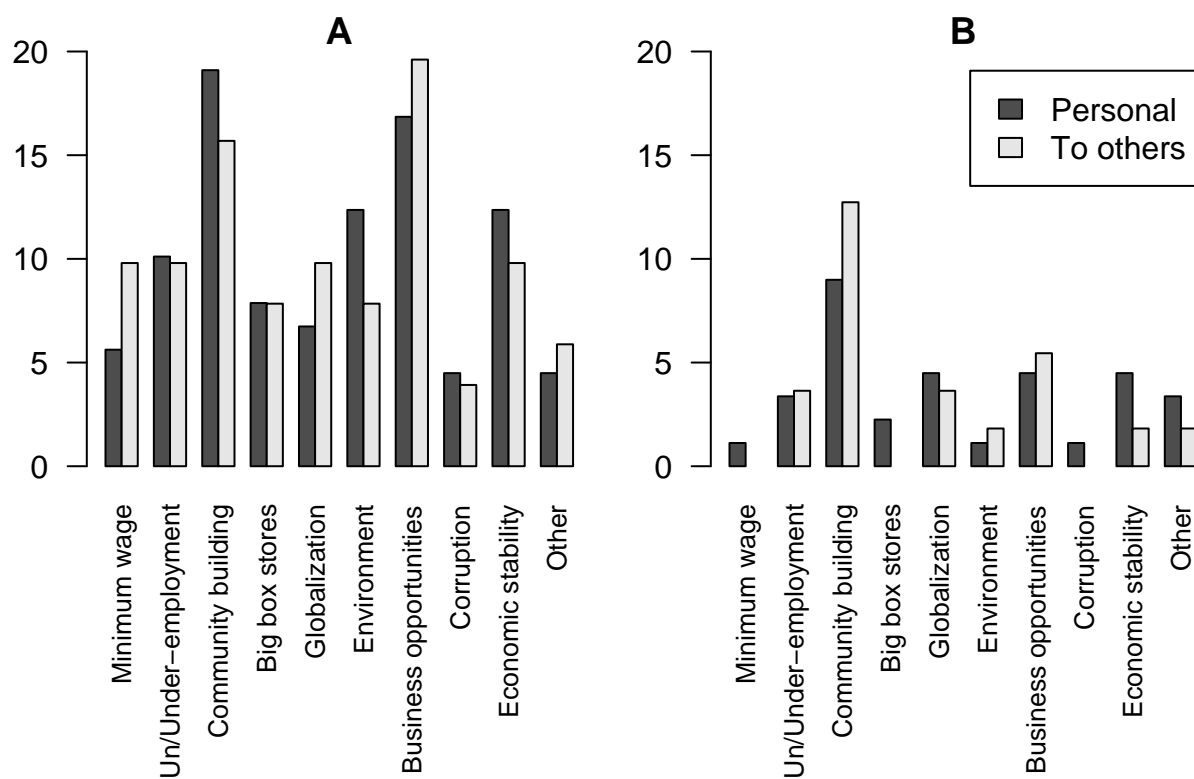 A
20
15
10
5
0
Minimum wage
Un/Under−employment
Community building
Big box stores
Globalization
Environment
Business opportunities
Corruption
Economic stability
Other
B
20
15
10
5
0
Personal
To others
Minimum wage
Un/Under−employment
Community building
Big box stores
Globalization
Environment
Business opportunities
Corruption
Economic stability
Other